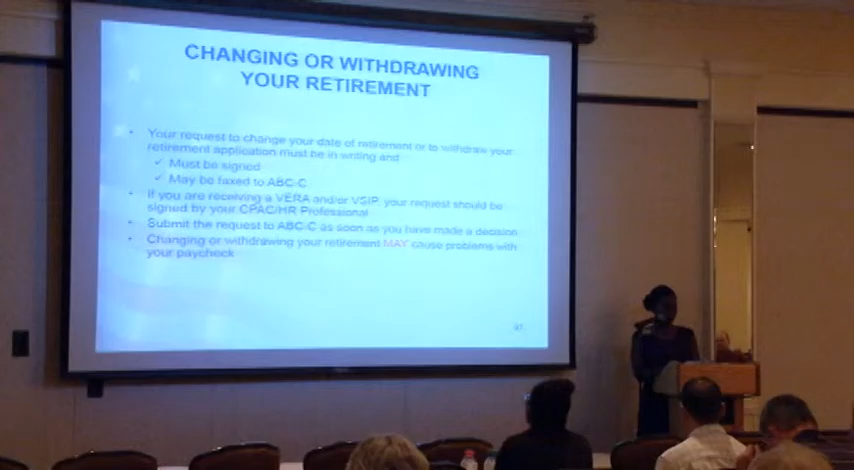 CHANGING OR WITHDRAWING
YOUR RETIREMENT
• Your request to change your date of retirement or to withdraw your
retirement application must be in writing and
✓ Must be signed
✓ May be faxed to ABC-C
• If you are receiving a VERA and/or VSIP, your request should be
signed by your CPAC/HR Professional
• Submit the request to ABC-C as soon as you have made a decision
• Changing or withdrawing your retirement MAY cause problems with
your paycheck